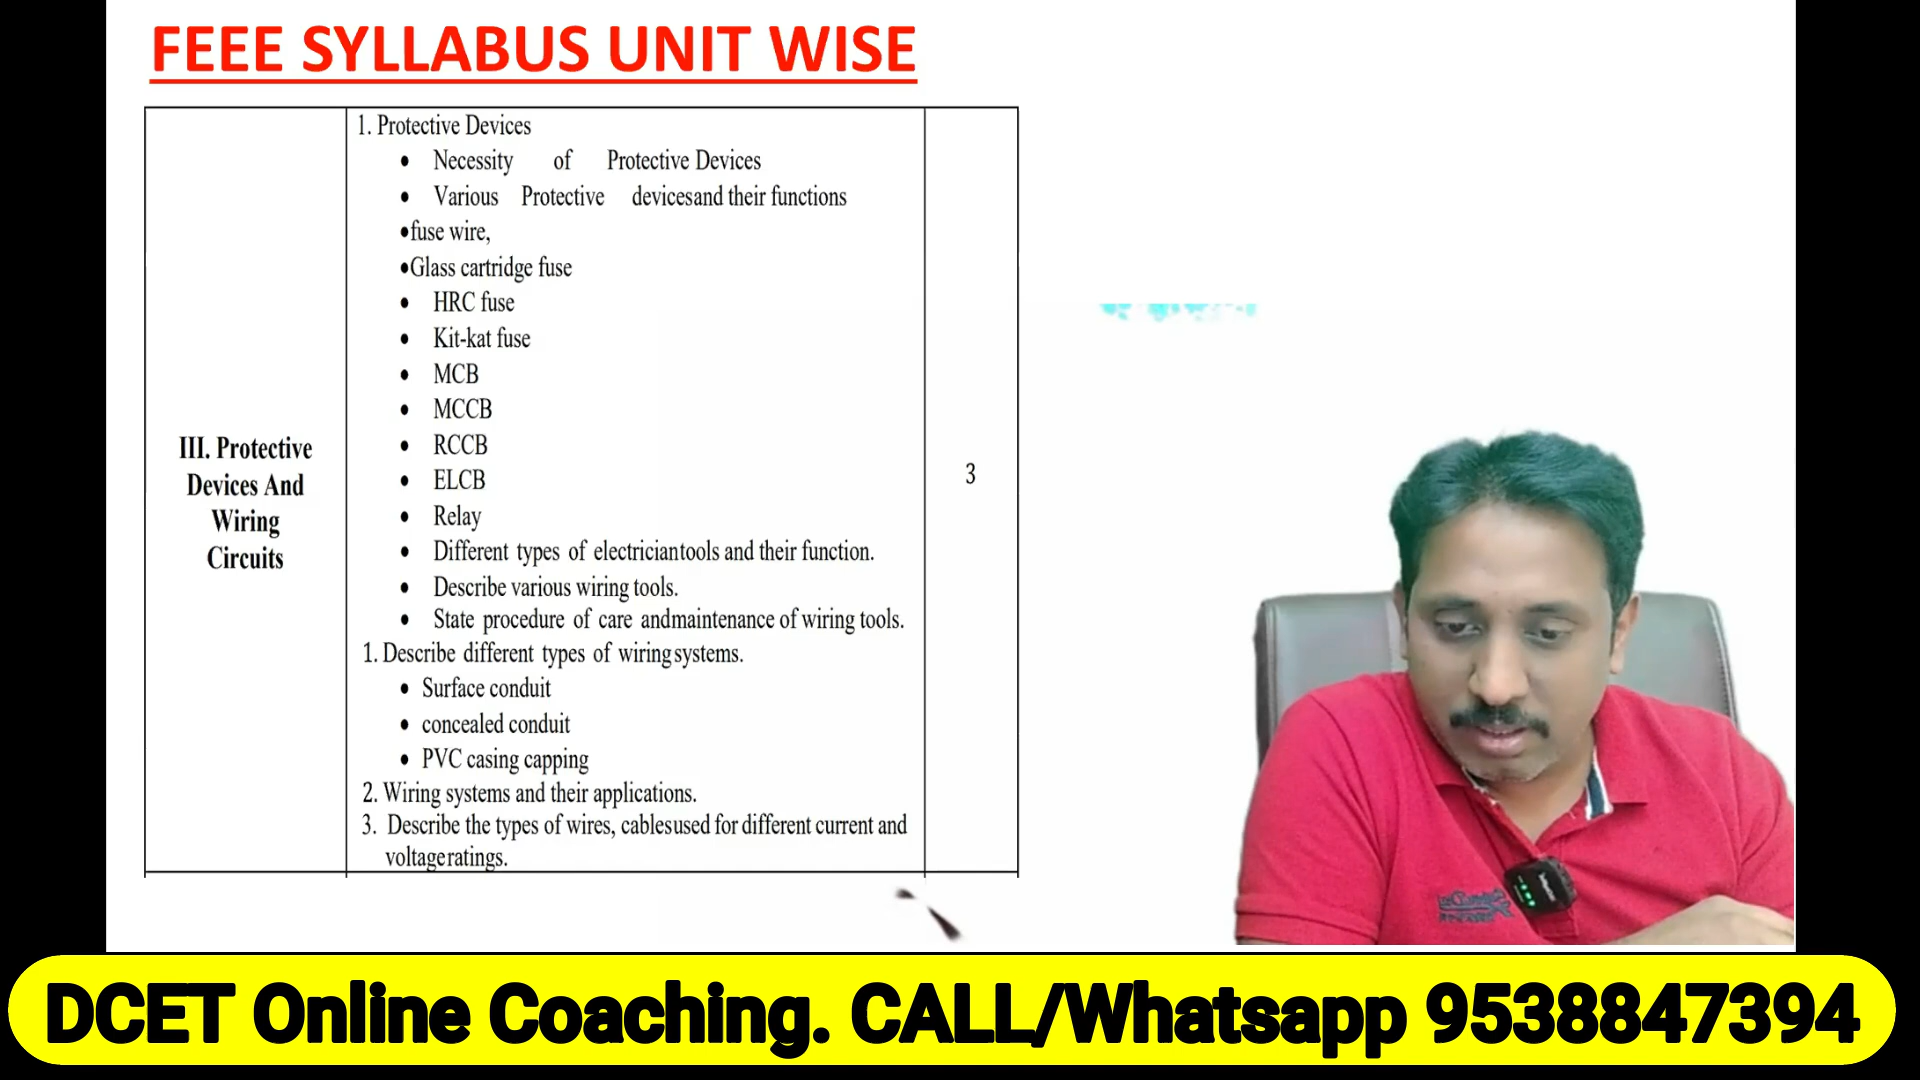 FEEE SYLLABUS UNIT WISE
III. Protective
Devices And
Wiring
Circuits
1. Protective Devices
• Necessity of Protective Devices
• Various Protective devicesand their functions
•fuse wire,
•Glass cartridge fuse
• HRC fuse
• Kit-kat fuse
• MCB
• MCCB
• RCCB
• ELCB
• Relay
• Different types of electriciantools and their function.
• Describe various wiring tools.
• State procedure of care andmaintenance of wiring tools.
1. Describe different types of wiringsystems.
• Surface conduit
• concealed conduit
• PVC casing capping
2. Wiring systems and their applications.
3. Describe the types of wires, cablesused for different current and
voltageratings.
3
DCET Online Coaching. CALL/Whatsapp 9538847394